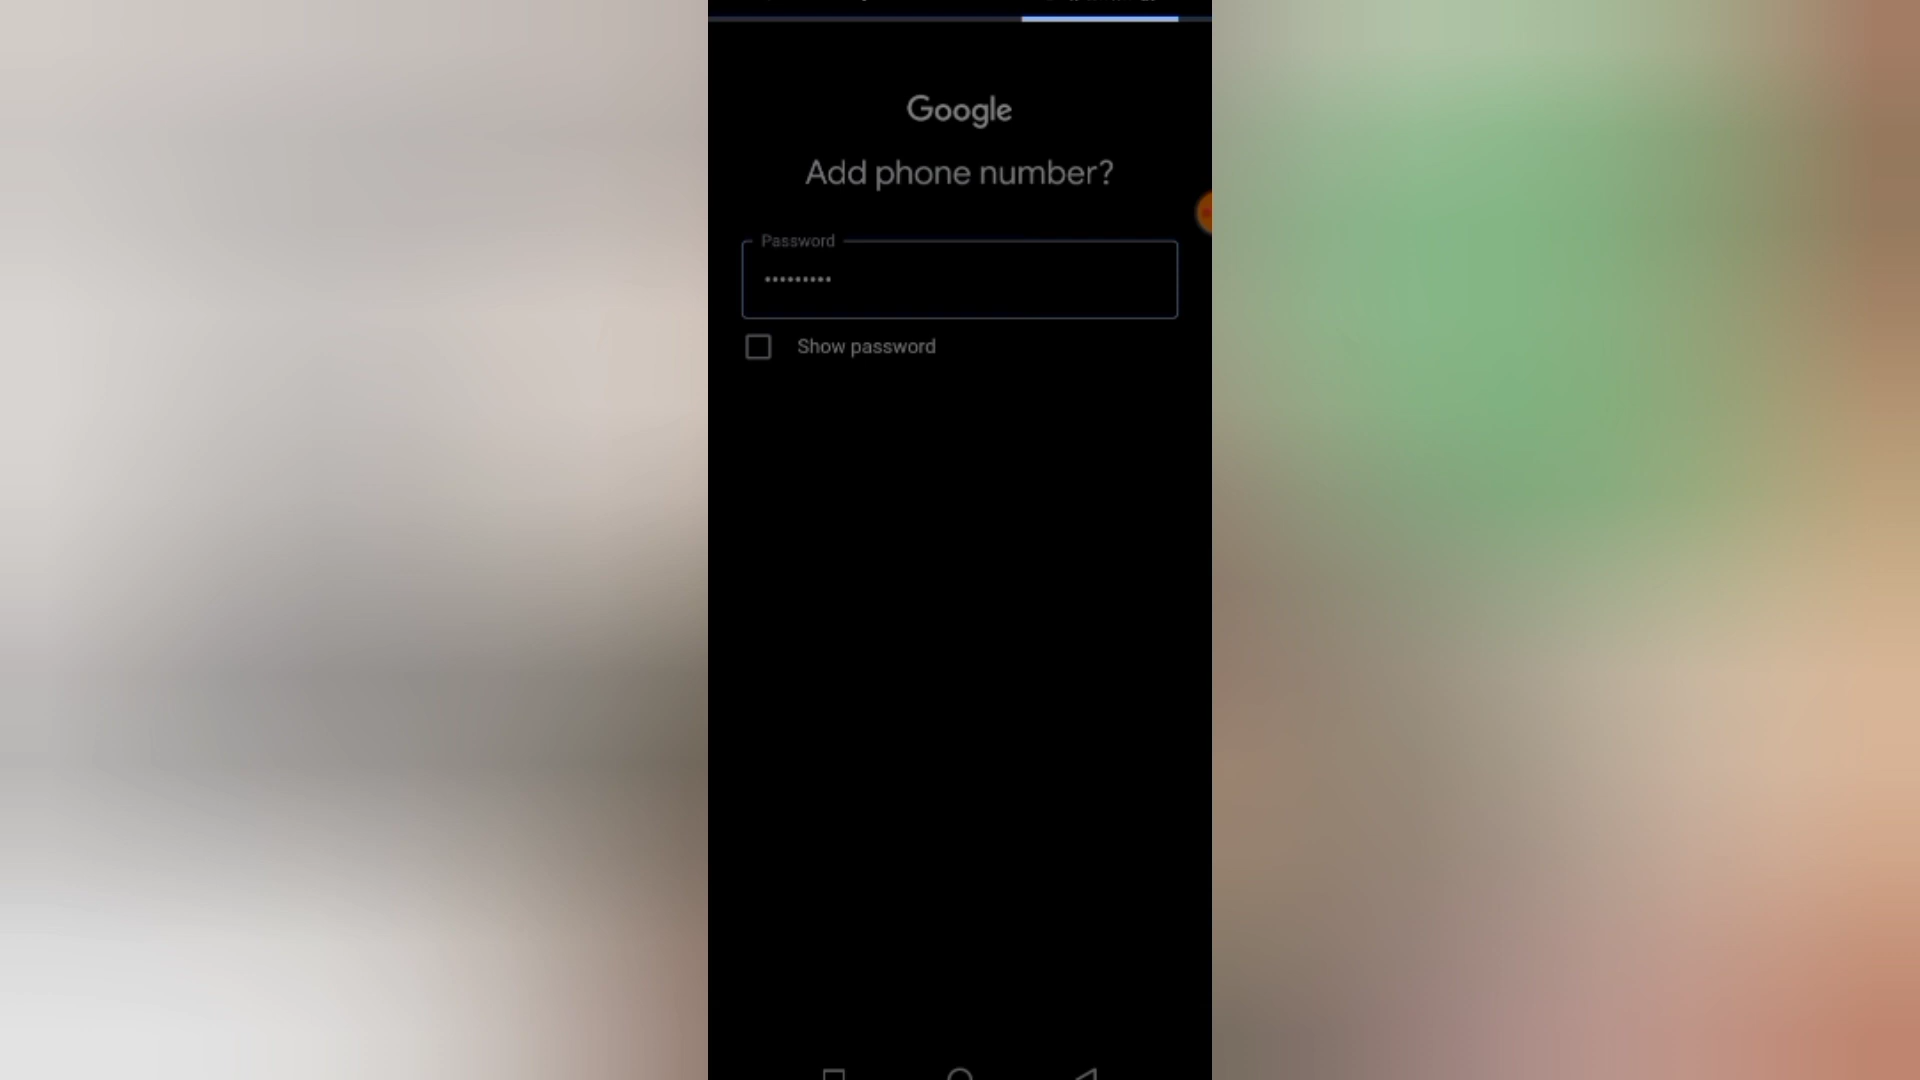 Google
Add phone number?
Password
•••••••••
Show password